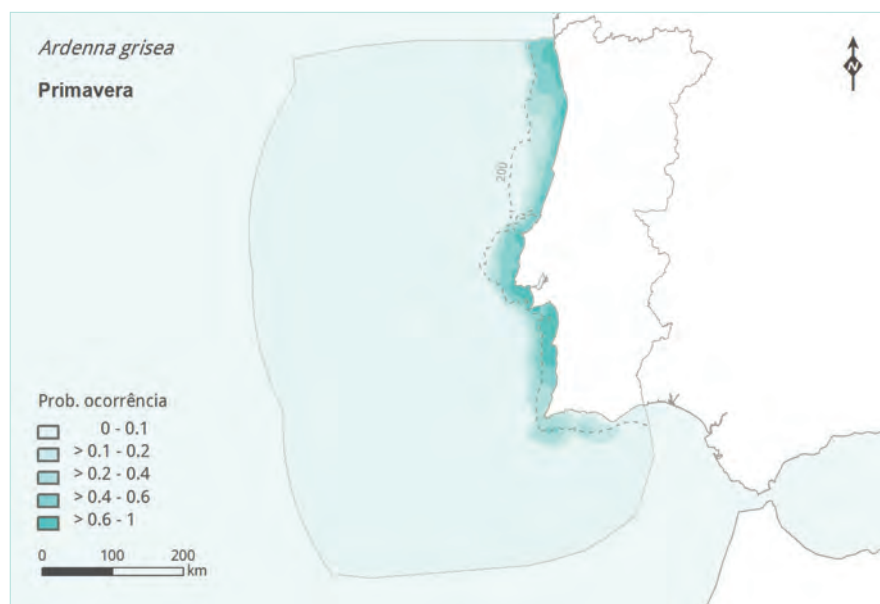 Ardenna grisea
Primavera
N
200
Prob. ocorrência
0 - 0.1
> 0.1 - 0.2
> 0.2 - 0.4
> 0.4 - 0.6
> 0.6 - 1
0 100 200
km